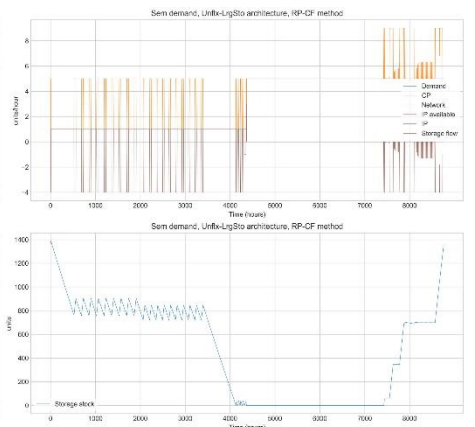 Sem demand, Unfix-LrgSto architecture, RP-CF method
units/hour
8
6
4
2
0
−2
−4
Demand
CP
Network
IP available
IP
Storage flow
0 1000 2000 3000 4000 5000 6000 7000 8000
Time (hours)
Sem demand, Unfix-LrgSto architecture, RP-CF method
units
1400
1200
1000
800
600
400
200
0
Storage stock
0 1000 2000 3000 4000 5000 6000 7000 8000
Time (hours)